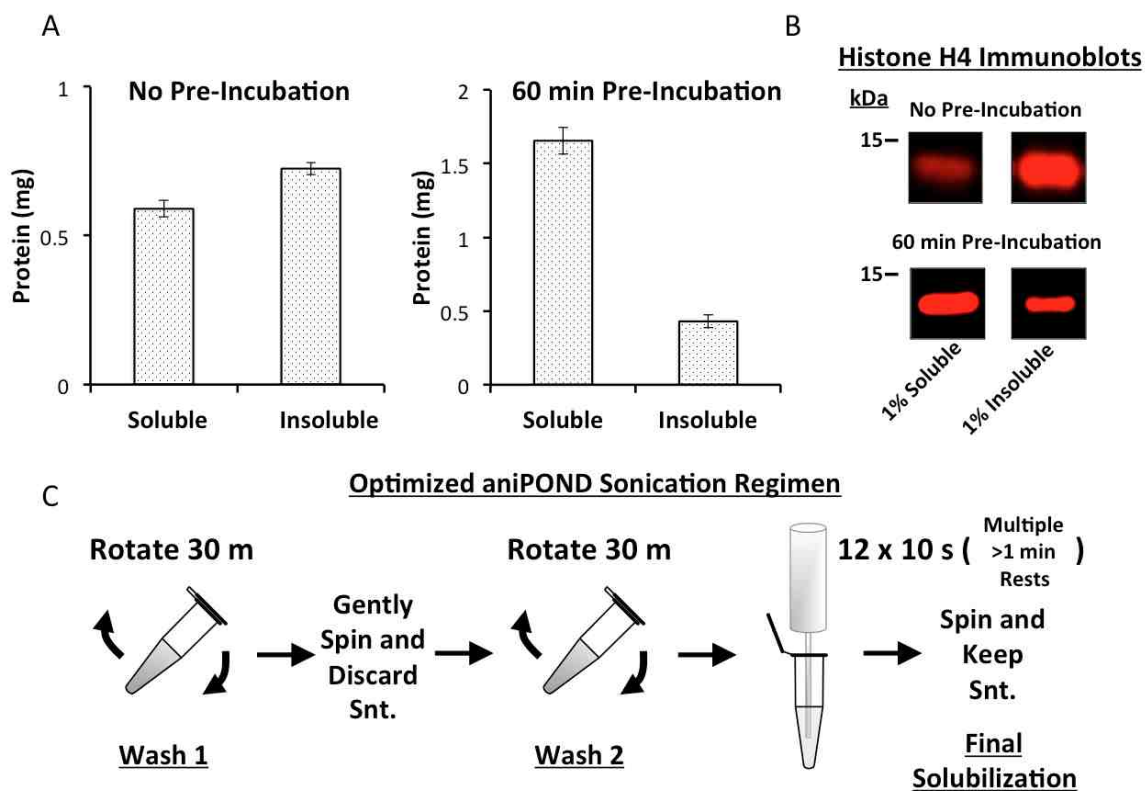 A
No Pre-Incubation
1
0.5
0
Protein (mg)
Soluble
Insoluble
60 min Pre-Incubation
2
1.5
1
0.5
0
Protein (mg)
Soluble
Insoluble
B
Histone H4 Immunoblots
kDa
No Pre-Incubation
15
60 min Pre-Incubation
15
1% Soluble
1% Insoluble
C
Optimized aniPOND Sonication Regimen
Rotate 30 m
Wash 1
Gently
Spin and
Discard
Snt.
Rotate 30 m
Wash 2
12 x 10 s ( Multiple >1 min Rests )
Spin and
Keep
Snt.
Final
Solubilization